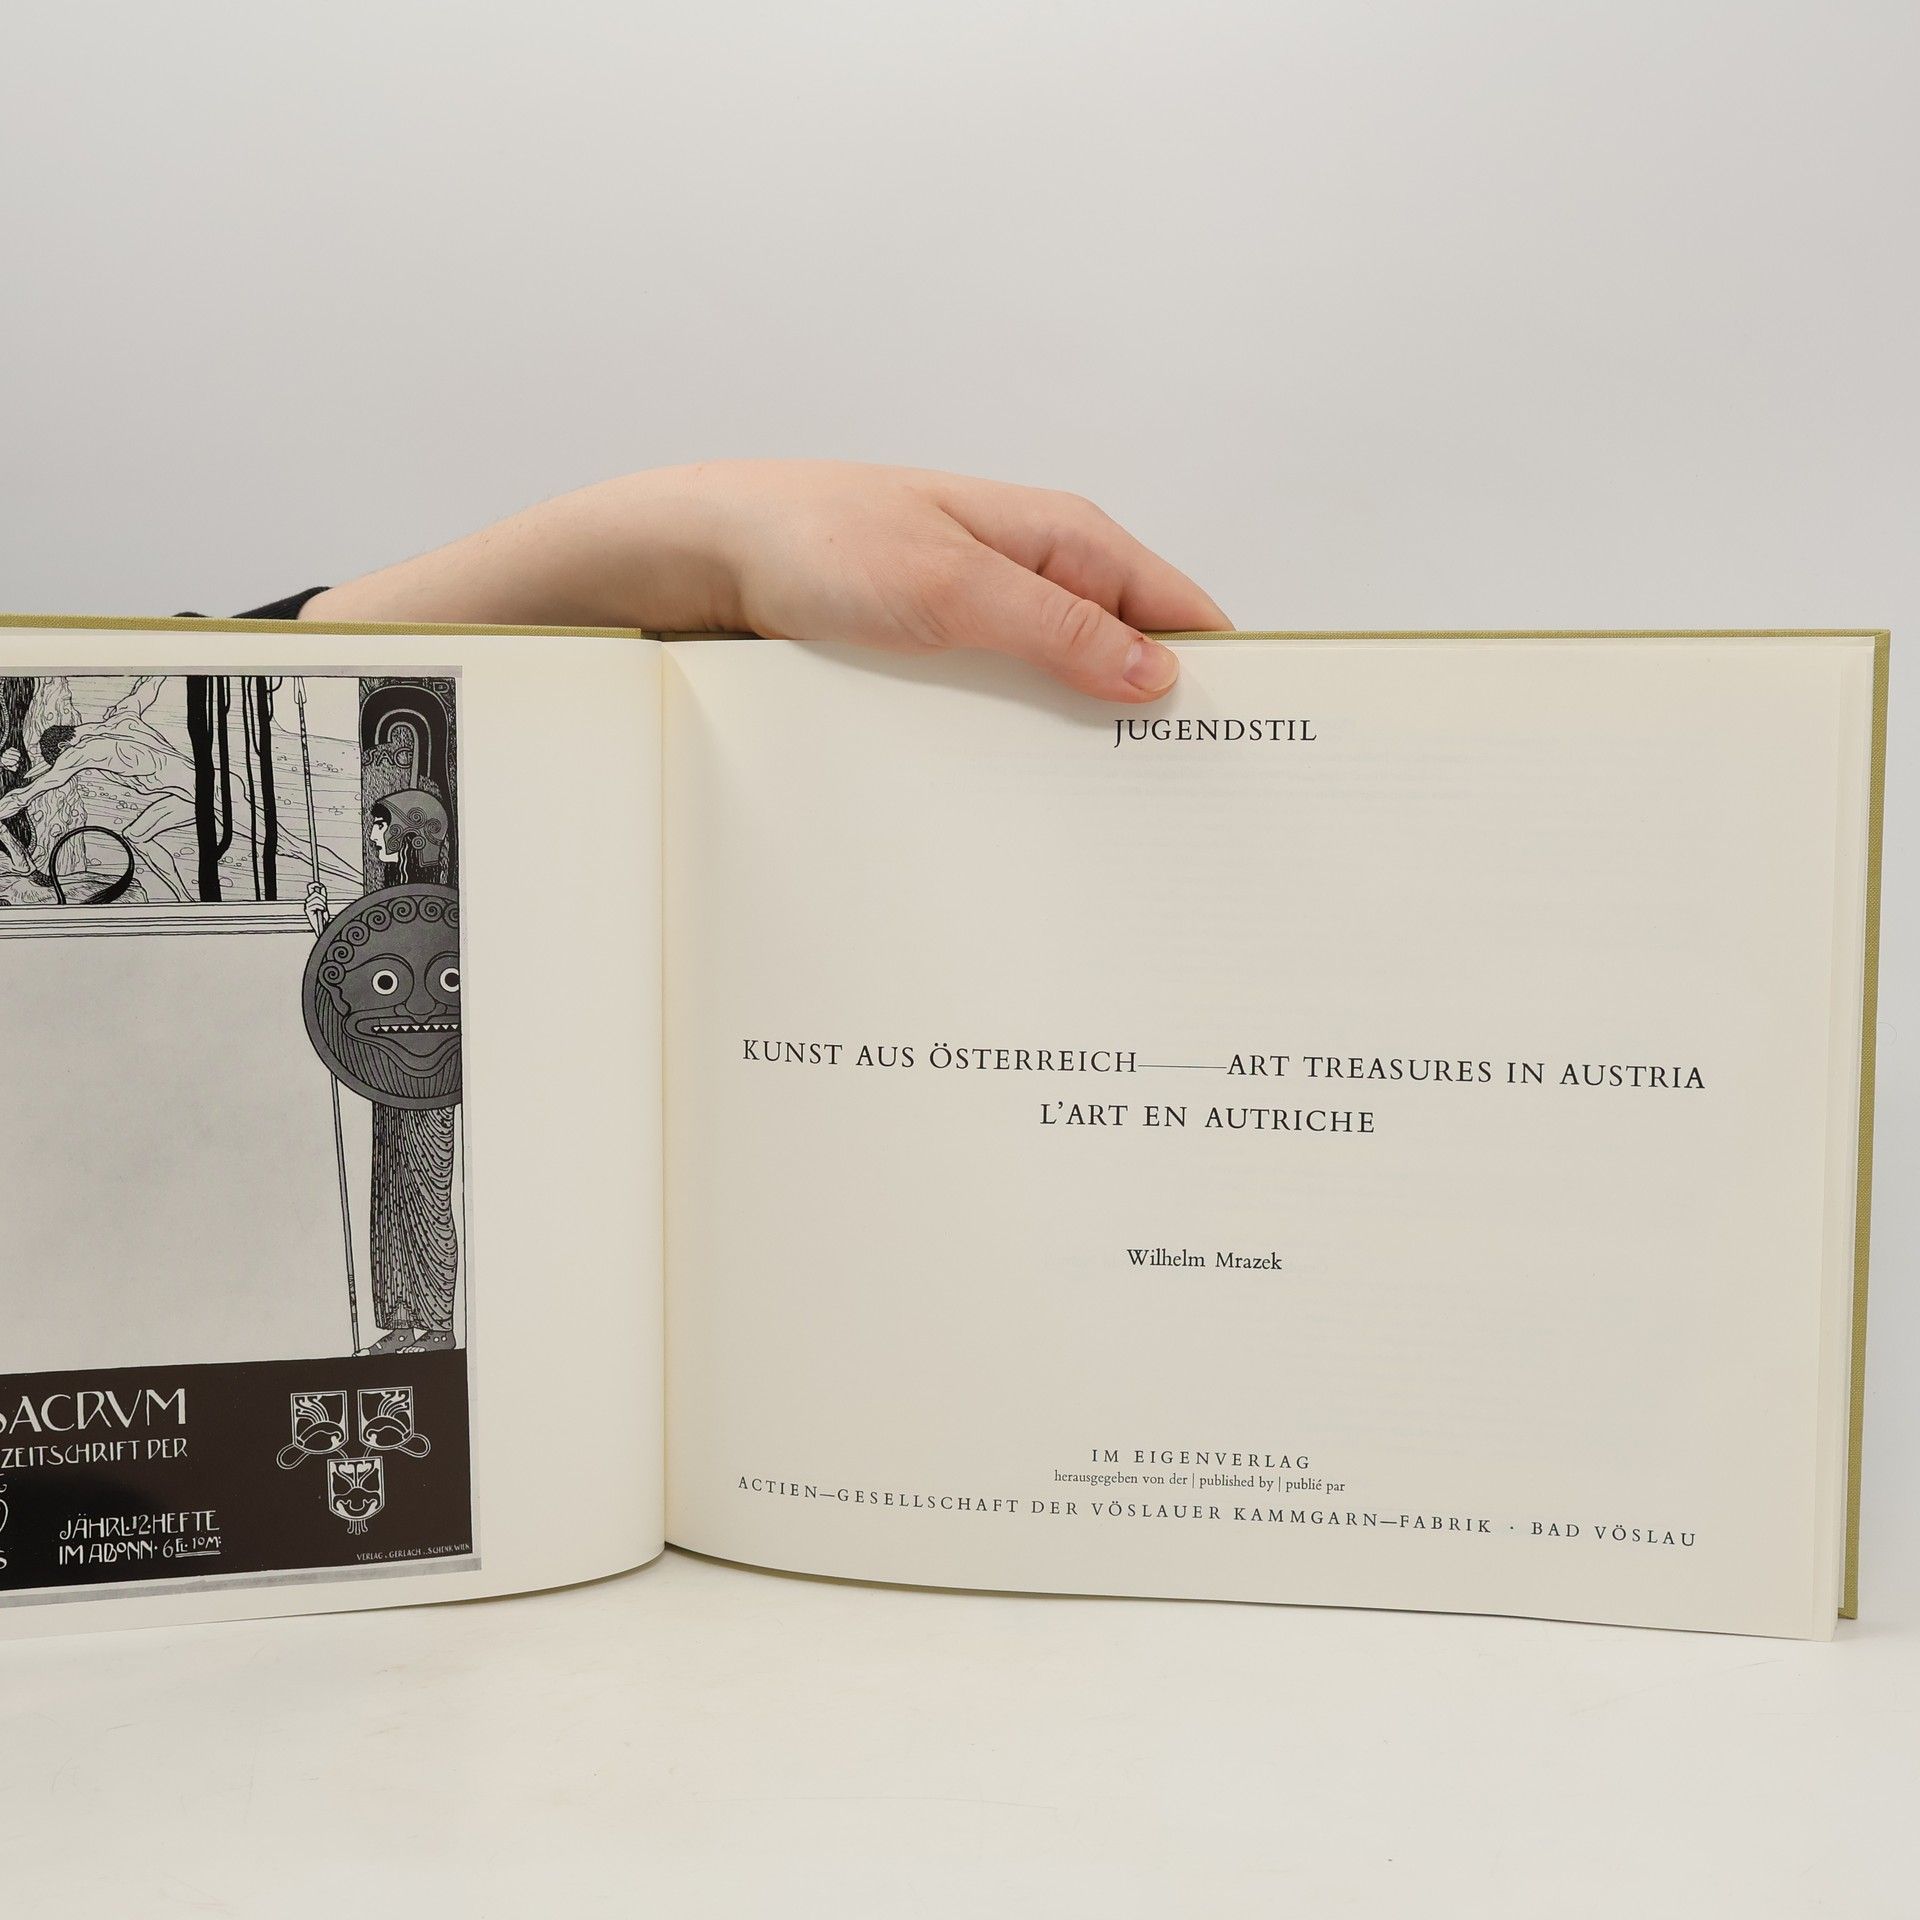 SACRVM
ZEITSCHRIFT DER
JÄHRL·12·HEFTE
IM ABONN· 6 FL· 10 M·
VERLAG v. GERLACH u. SCHENK WIEN
JUGENDSTIL
KUNST AUS ÖSTERREICH——ART TREASURES IN AUSTRIA
L'ART EN AUTRICHE
Wilhelm Mrazek
IM EIGENVERLAG
herausgegeben von der | published by | publié par
ACTIEN—GESELLSCHAFT DER VÖSLAUER KAMMGARN—FABRIK · BAD VÖSLAU